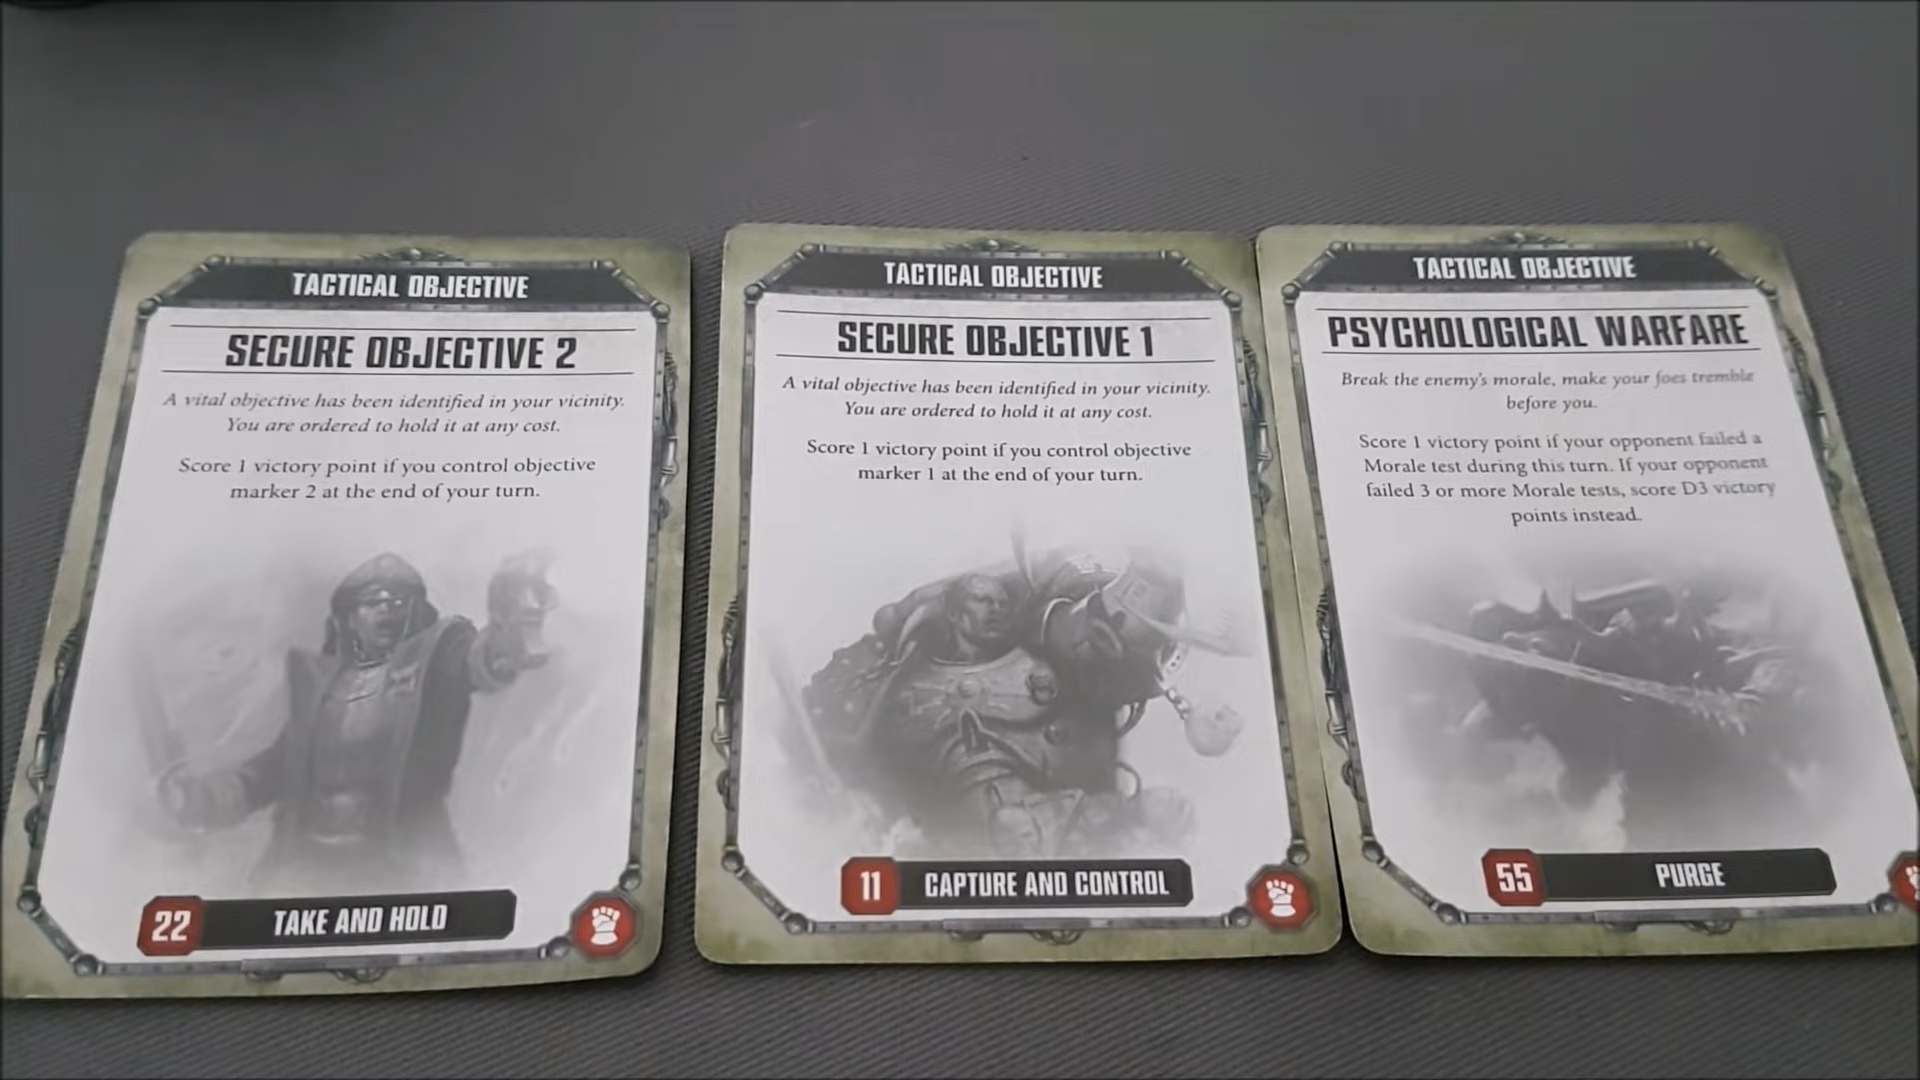 TACTICAL OBJECTIVE
SECURE OBJECTIVE 2
A vital objective has been identified in your vicinity.
You are ordered to hold it at any cost.
Score 1 victory point if you control objective
marker 2 at the end of your turn.
22
TAKE AND HOLD
TACTICAL OBJECTIVE
SECURE OBJECTIVE 1
A vital objective has been identified in your vicinity.
You are ordered to hold it at any cost.
Score 1 victory point if you control objective
marker 1 at the end of your turn.
11
CAPTURE AND CONTROL
TACTICAL OBJECTIVE
PSYCHOLOGICAL WARFARE
Break the enemy's morale, make your foes tremble
before you.
Score 1 victory point if your opponent failed a
Morale test during this turn. If your opponent
failed 3 or more Morale tests, score D3 victory
points instead.
55
PURGE